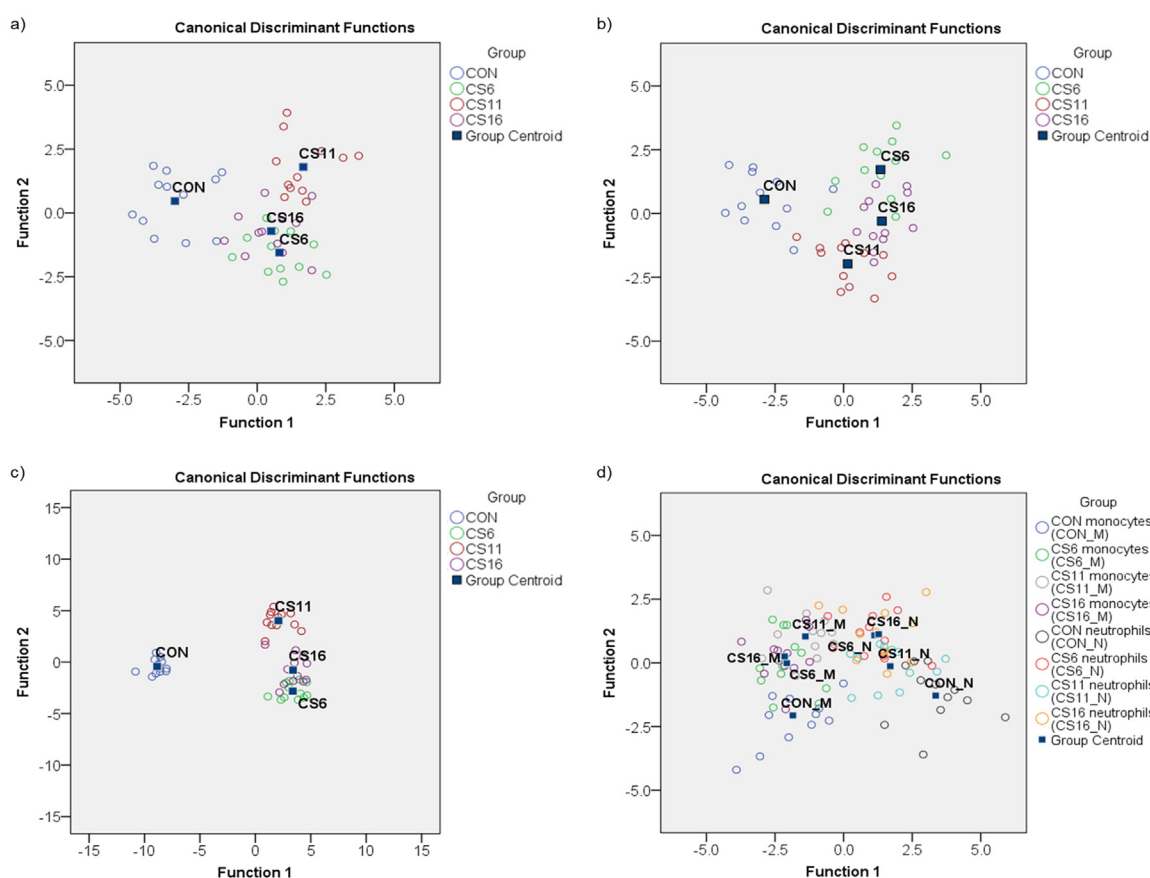 a)
Canonical Discriminant Functions
Group
CON
CS6
CS11
CS16
Group Centroid
5.0
2.5
0.0
-2.5
-5.0
Function 2
CS11
CON
CS16
CS6
-5.0 -2.5 0.0 2.5 5.0
Function 1
b)
Canonical Discriminant Functions
Group
CON
CS6
CS11
CS16
Group Centroid
5.0
2.5
0.0
-2.5
-5.0
Function 2
CS6
CON
CS16
CS11
-5.0 -2.5 0.0 2.5 5.0
Function 1
c)
Canonical Discriminant Functions
Group
CON
CS6
CS11
CS16
Group Centroid
15
10
5
0
-5
-10
-15
Function 2
CS11
CON
CS16
CS6
-15 -10 -5 0 5 10 15
Function 1
d)
Canonical Discriminant Functions
Group
CON monocytes
(CON_M)
CS6 monocytes
(CS6_M)
CS11 monocytes
(CS11_M)
CS16 monocytes
(CS16_M)
CON neutrophils
(CON_N)
CS6 neutrophils
(CS6_N)
CS11 neutrophils
(CS11_N)
CS16 neutrophils
(CS16_N)
Group Centroid
5.0
2.5
0.0
-2.5
-5.0
Function 2
CS11_M CS16_N
CS6_N CS11_N
CS16_M
CS6_M
CON_N
CON_M
-5.0 -2.5 0.0 2.5 5.0
Function 1